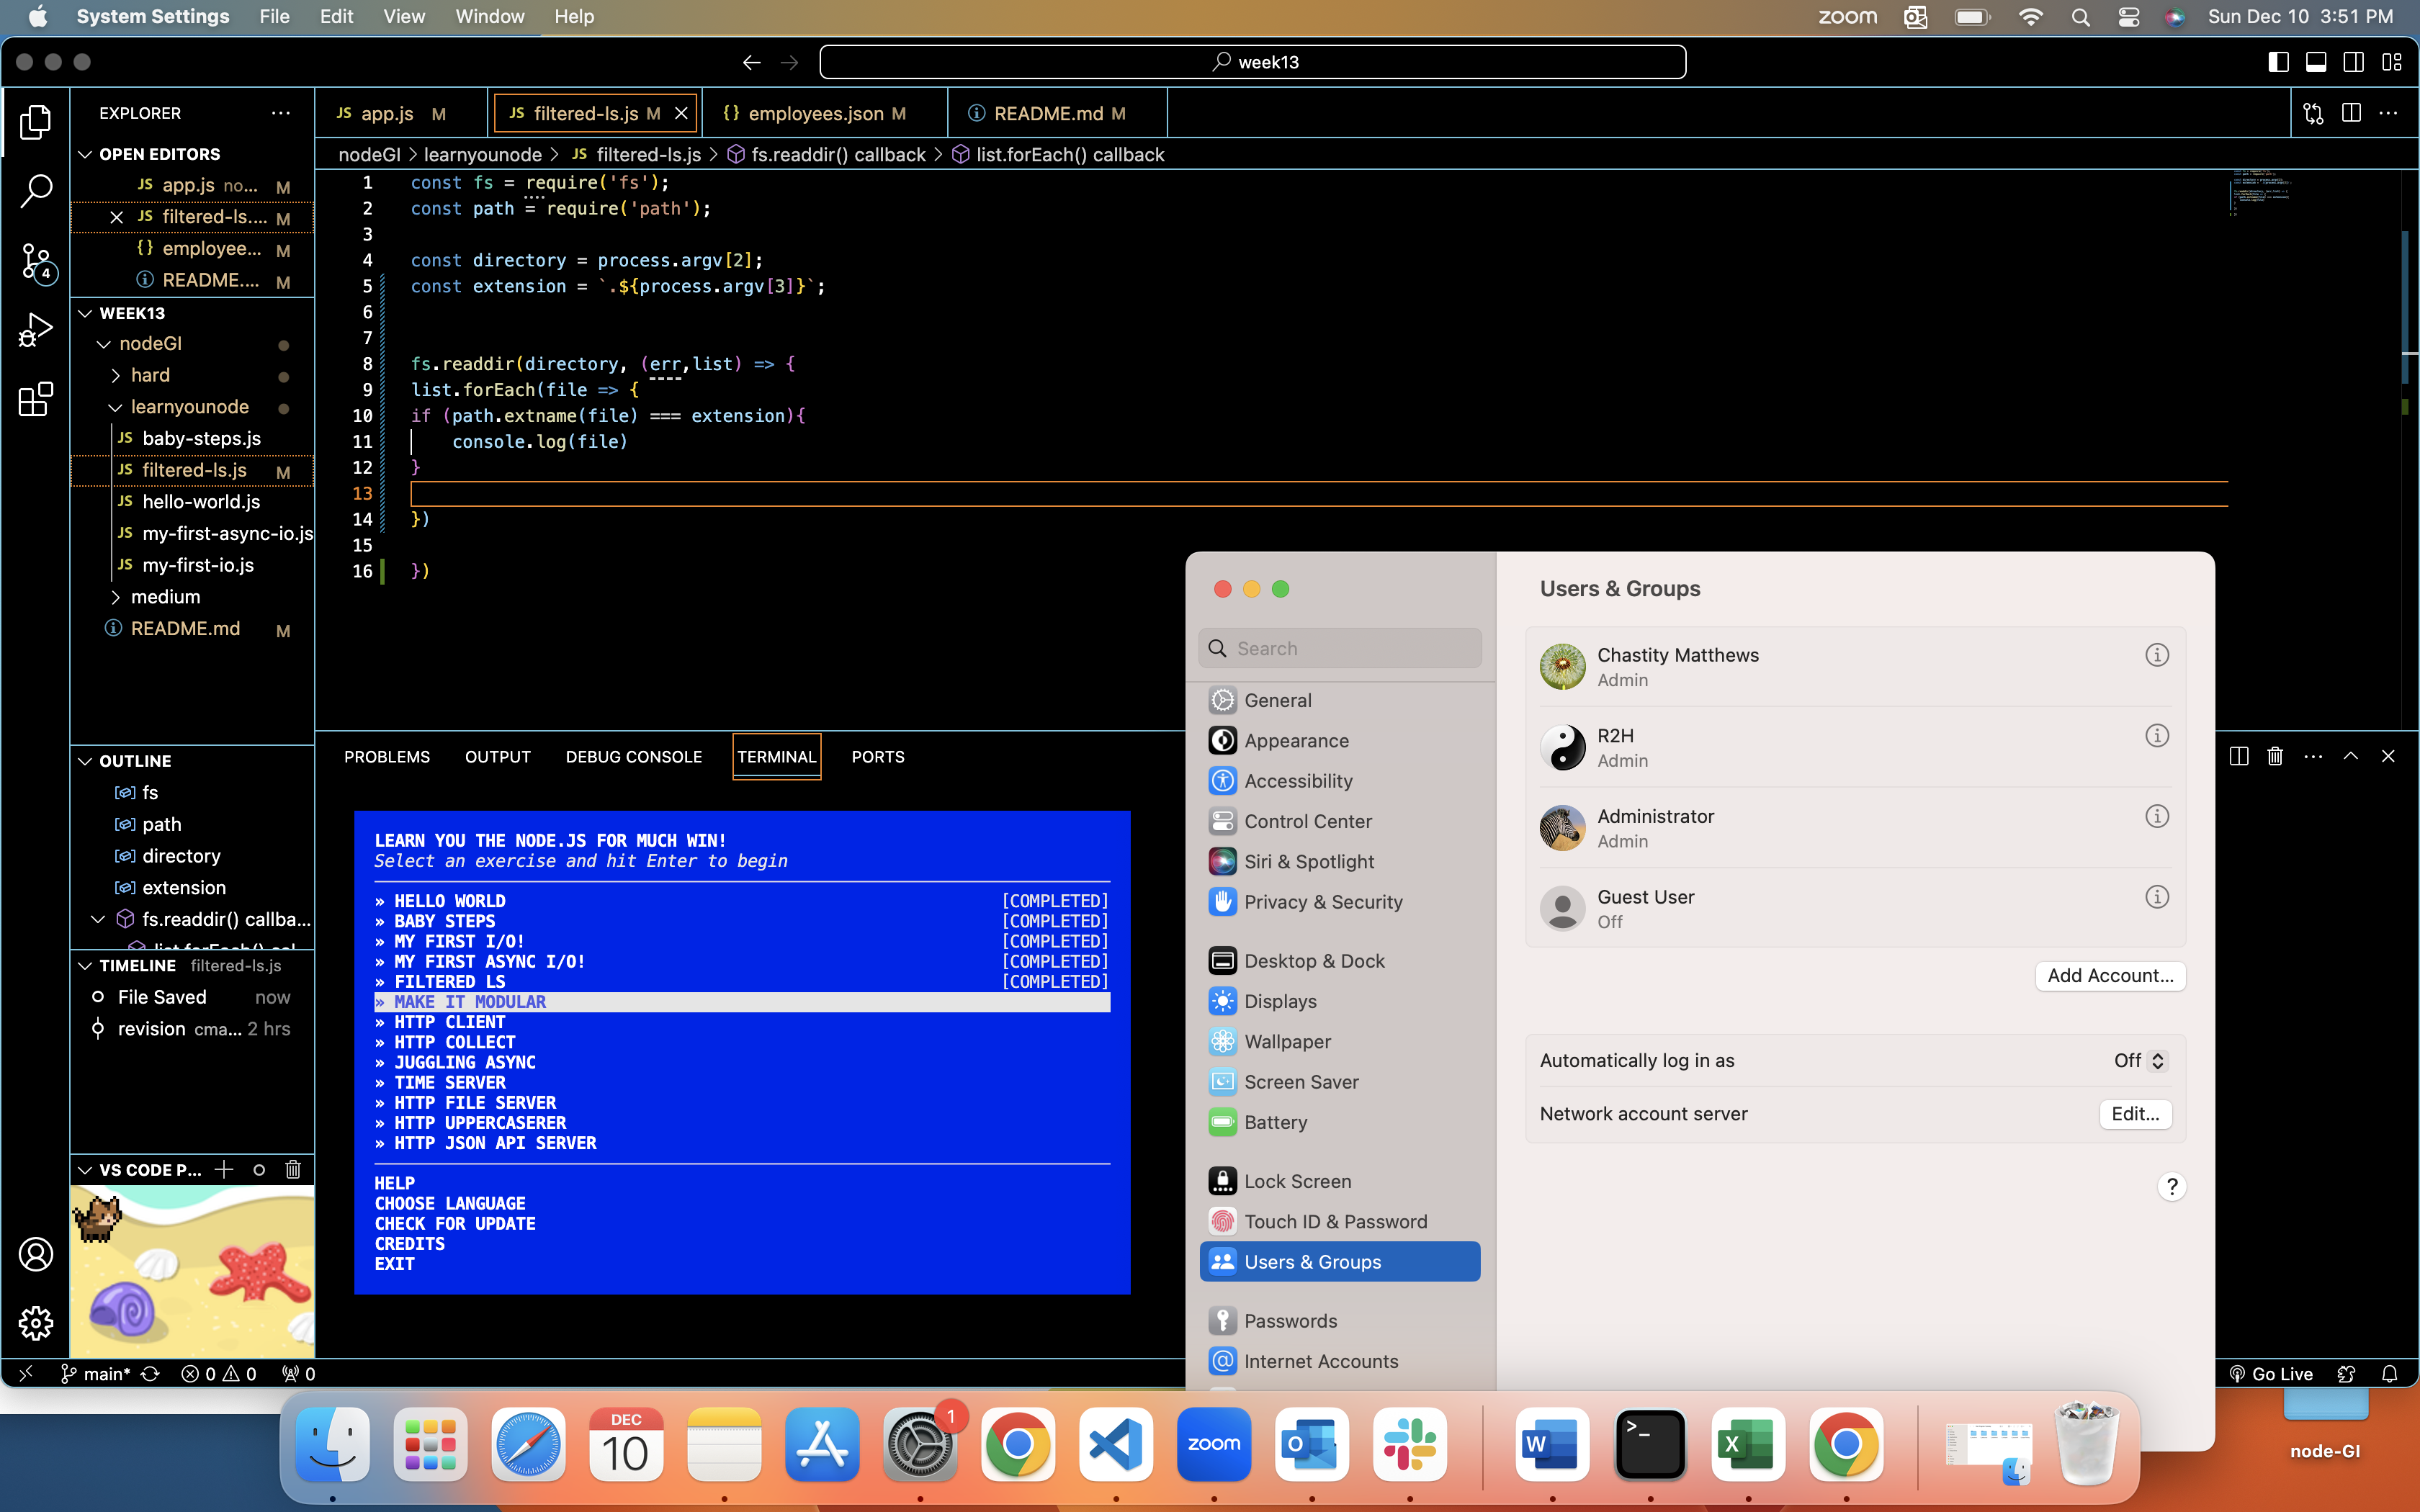 System Settings File Edit View Window Help
zoom Sun Dec 10 3:51 PM
week13
EXPLORER
OPEN EDITORS
JS app.js no... M
JS filtered-ls.... M
{} employee... M
README.... M
WEEK13
nodeGI
hard
learnyounode
JS baby-steps.js
JS filtered-ls.js M
JS hello-world.js
JS my-first-async-io.js
JS my-first-io.js
medium
README.md M
OUTLINE
fs
path
directory
extension
fs.readdir() callba...
TIMELINE filtered-ls.js
File Saved now
revision cma... 2 hrs
VS CODE P...
4
JS app.js M
JS filtered-ls.js M
{} employees.json M
README.md M
nodeGI > learnyounode > JS filtered-ls.js > fs.readdir() callback > list.forEach() callback
1 const fs = require('fs');
2 const path = require('path');
3
4 const directory = process.argv[2];
5 const extension = `.${process.argv[3]}`;
6
7
8 fs.readdir(directory, (err,list) => {
9 list.forEach(file => {
10 if (path.extname(file) === extension){
11 console.log(file)
12 }
13
14 })
15
16 })
PROBLEMS OUTPUT DEBUG CONSOLE TERMINAL PORTS
LEARN YOU THE NODE.JS FOR MUCH WIN!
Select an exercise and hit Enter to begin
» HELLO WORLD [COMPLETED]
» BABY STEPS [COMPLETED]
» MY FIRST I/O! [COMPLETED]
» MY FIRST ASYNC I/O! [COMPLETED]
» FILTERED LS [COMPLETED]
» MAKE IT MODULAR
» HTTP CLIENT
» HTTP COLLECT
» JUGGLING ASYNC
» TIME SERVER
» HTTP FILE SERVER
» HTTP UPPERCASERER
» HTTP JSON API SERVER
HELP
CHOOSE LANGUAGE
CHECK FOR UPDATE
CREDITS
EXIT
Search
General
Appearance
Accessibility
Control Center
Siri & Spotlight
Privacy & Security
Desktop & Dock
Displays
Wallpaper
Screen Saver
Battery
Lock Screen
Touch ID & Password
Users & Groups
Passwords
Internet Accounts
Users & Groups
Chastity Matthews
Admin
R2H
Admin
Administrator
Admin
Guest User
Off
Add Account...
Automatically log in as Off
Network account server Edit...
?
main* 0 0 0
Go Live
DEC
10
1
zoom
O
W
>_
X
node-GI